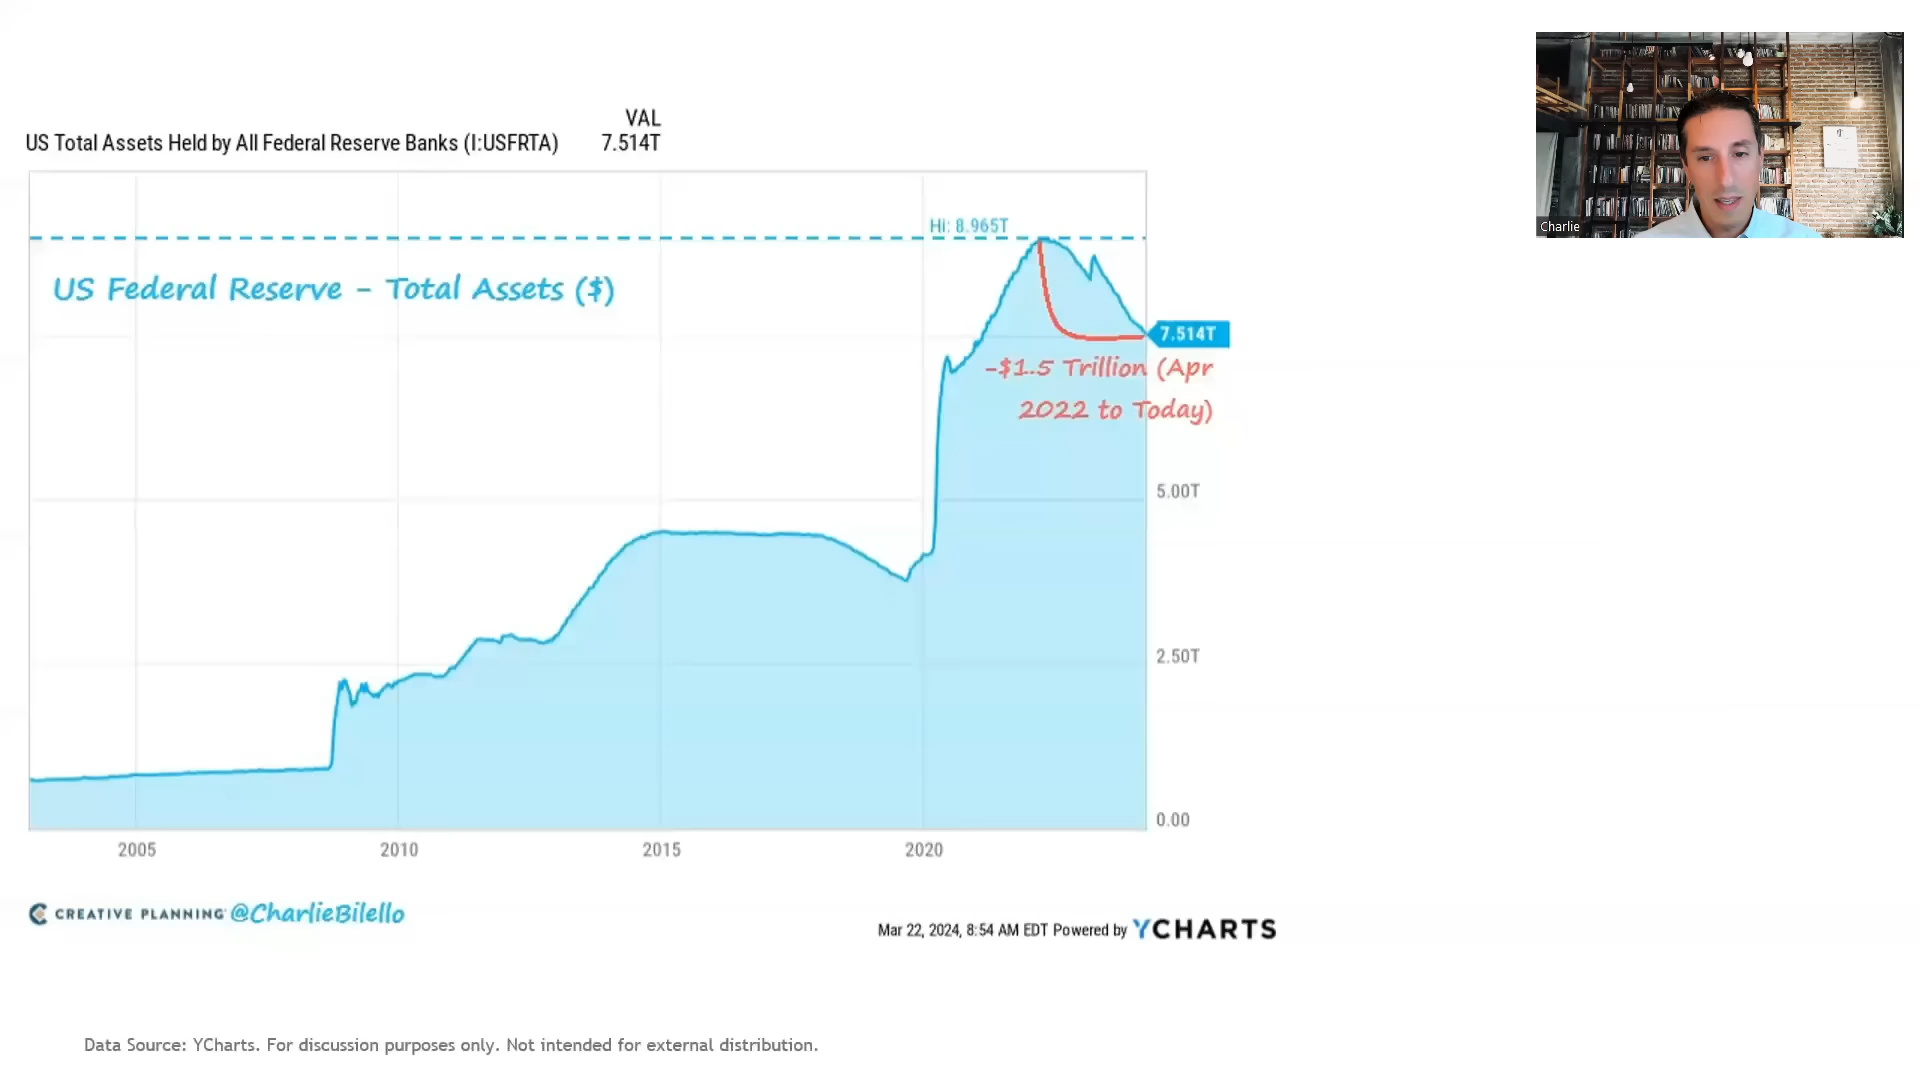 VAL
US Total Assets Held by All Federal Reserve Banks (I:USFRTA) 7.514T
Hi: 8.965T
US Federal Reserve - Total Assets ($)
7.514T
-$1.5 Trillion (Apr
2022 to Today)
5.00T
2.50T
0.00
2005 2010 2015 2020
CREATIVE PLANNING @CharlieBilello
Mar 22, 2024, 8:54 AM EDT Powered by YCHARTS
Data Source: YCharts. For discussion purposes only. Not intended for external distribution.
Charlie